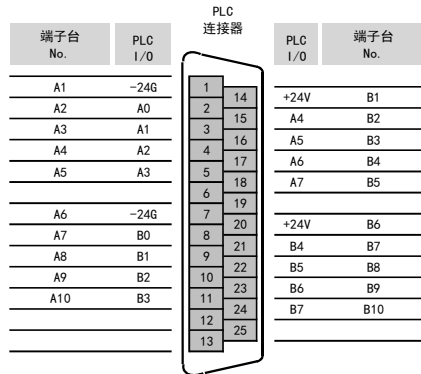 PLC
连接器
端子台 PLC
No. I/O
PLC 端子台
I/O No.
A1 -24G 1
14 +24V B1
A2 A0 2
15 A4 B2
A3 A1 3
16 A5 B3
A4 A2 4
17 A6 B4
A5 A3 5
18 A7 B5
6
19
A6 -24G 7
20 +24V B6
A7 B0 8
21 B4 B7
A8 B1 9
22 B5 B8
A9 B2 10
23 B6 B9
A10 B3 11
24 B7 B10
12
25
13